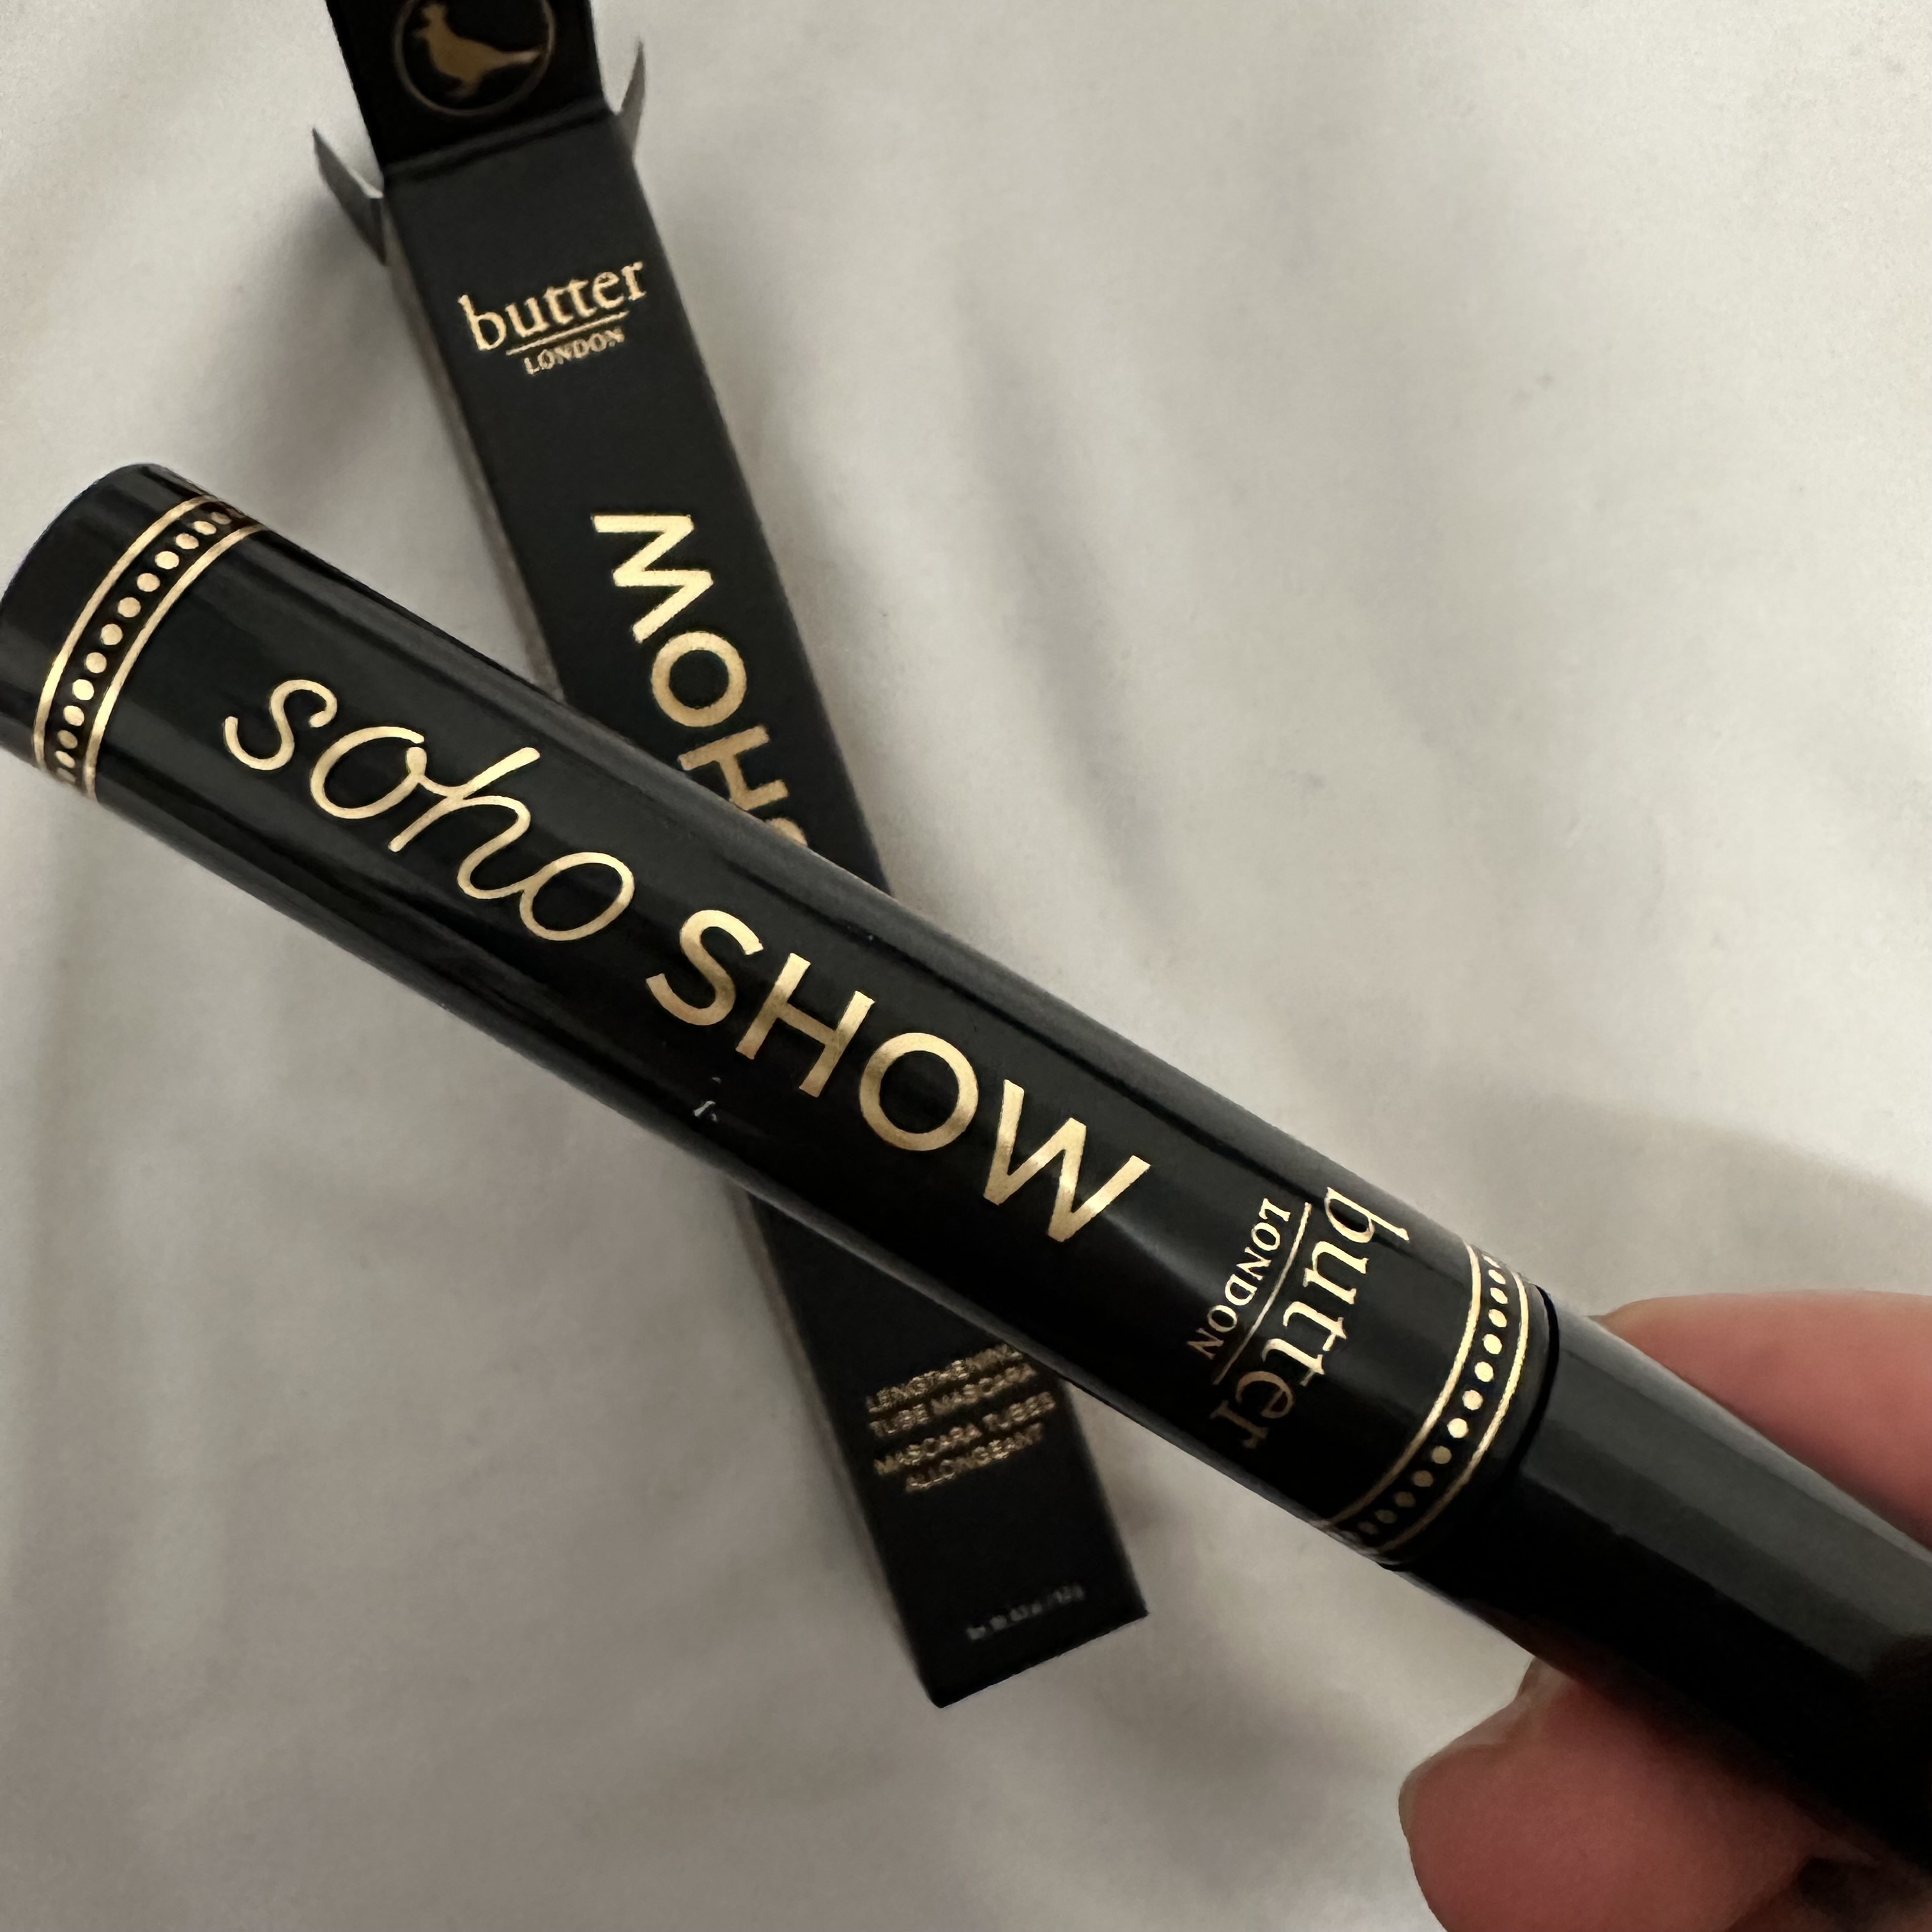 butter
LONDON
SHOW
LENGTHENING
TUBE MASCARA
MASCARA TUBES
ALLONGEANT
soho SHOW
butter
LONDON